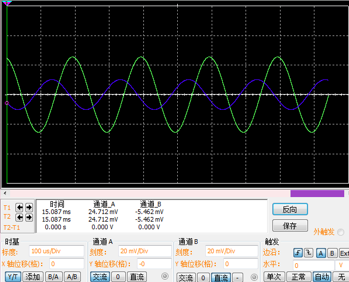 时间 通道_A 通道_B
T1 15.087 ms 24.712 mV -5.462 mV
T2 15.087 ms 24.712 mV -5.462 mV
T2-T1 0.000 s 0.000 V 0.000 V
反向
保存
外触发
时基 通道A 通道B 触发
标度: 100 us/Div 刻度: 20 mV/Div 刻度: 20 mV/Div 边沿: A B Ext
X 轴位移(格): 0 Y 轴位移(格): 0 Y 轴位移(格): 0 水平: 0 V
Y/T 添加 B/A A/B 交流 0 直流 交流 0 直流 - 单次 正常 自动 无